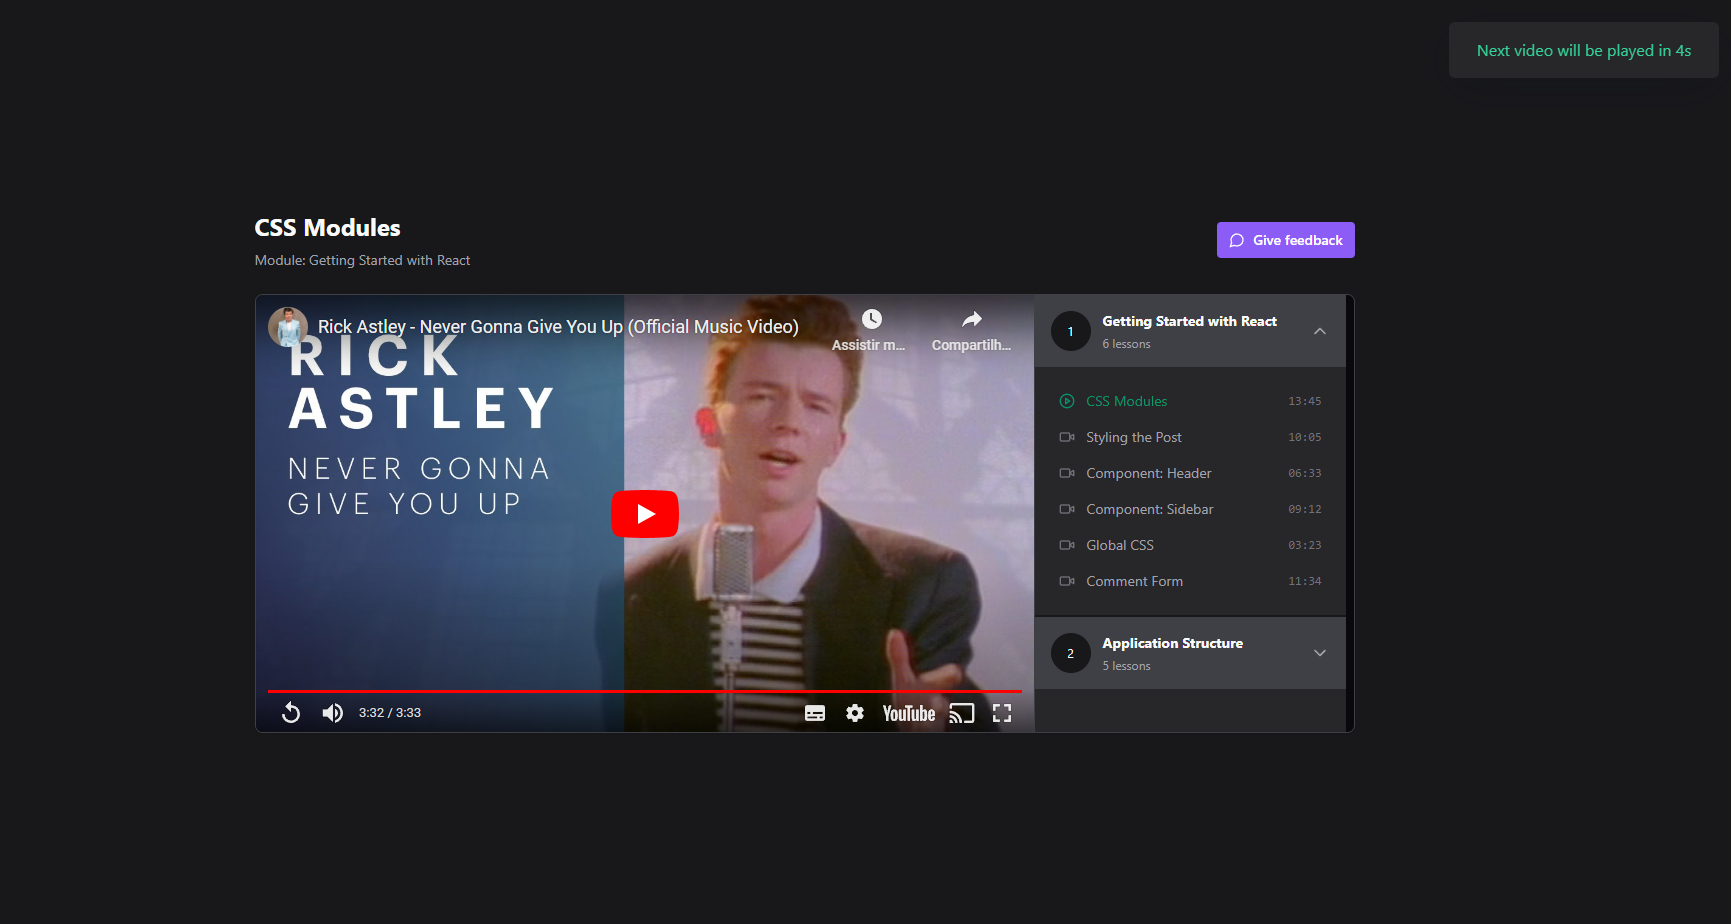 Next video will be played in 4s
CSS Modules
Module: Getting Started with React
Give feedback
Rick Astley - Never Gonna Give You Up (Official Music Video)
Assistir m...
Compartilh...
RICK
ASTLEY
NEVER GONNA
GIVE YOU UP
3:32 / 3:33
YouTube
1
Getting Started with React
6 lessons
CSS Modules 13:45
Styling the Post 10:05
Component: Header 06:33
Component: Sidebar 09:12
Global CSS 03:23
Comment Form 11:34
2
Application Structure
5 lessons